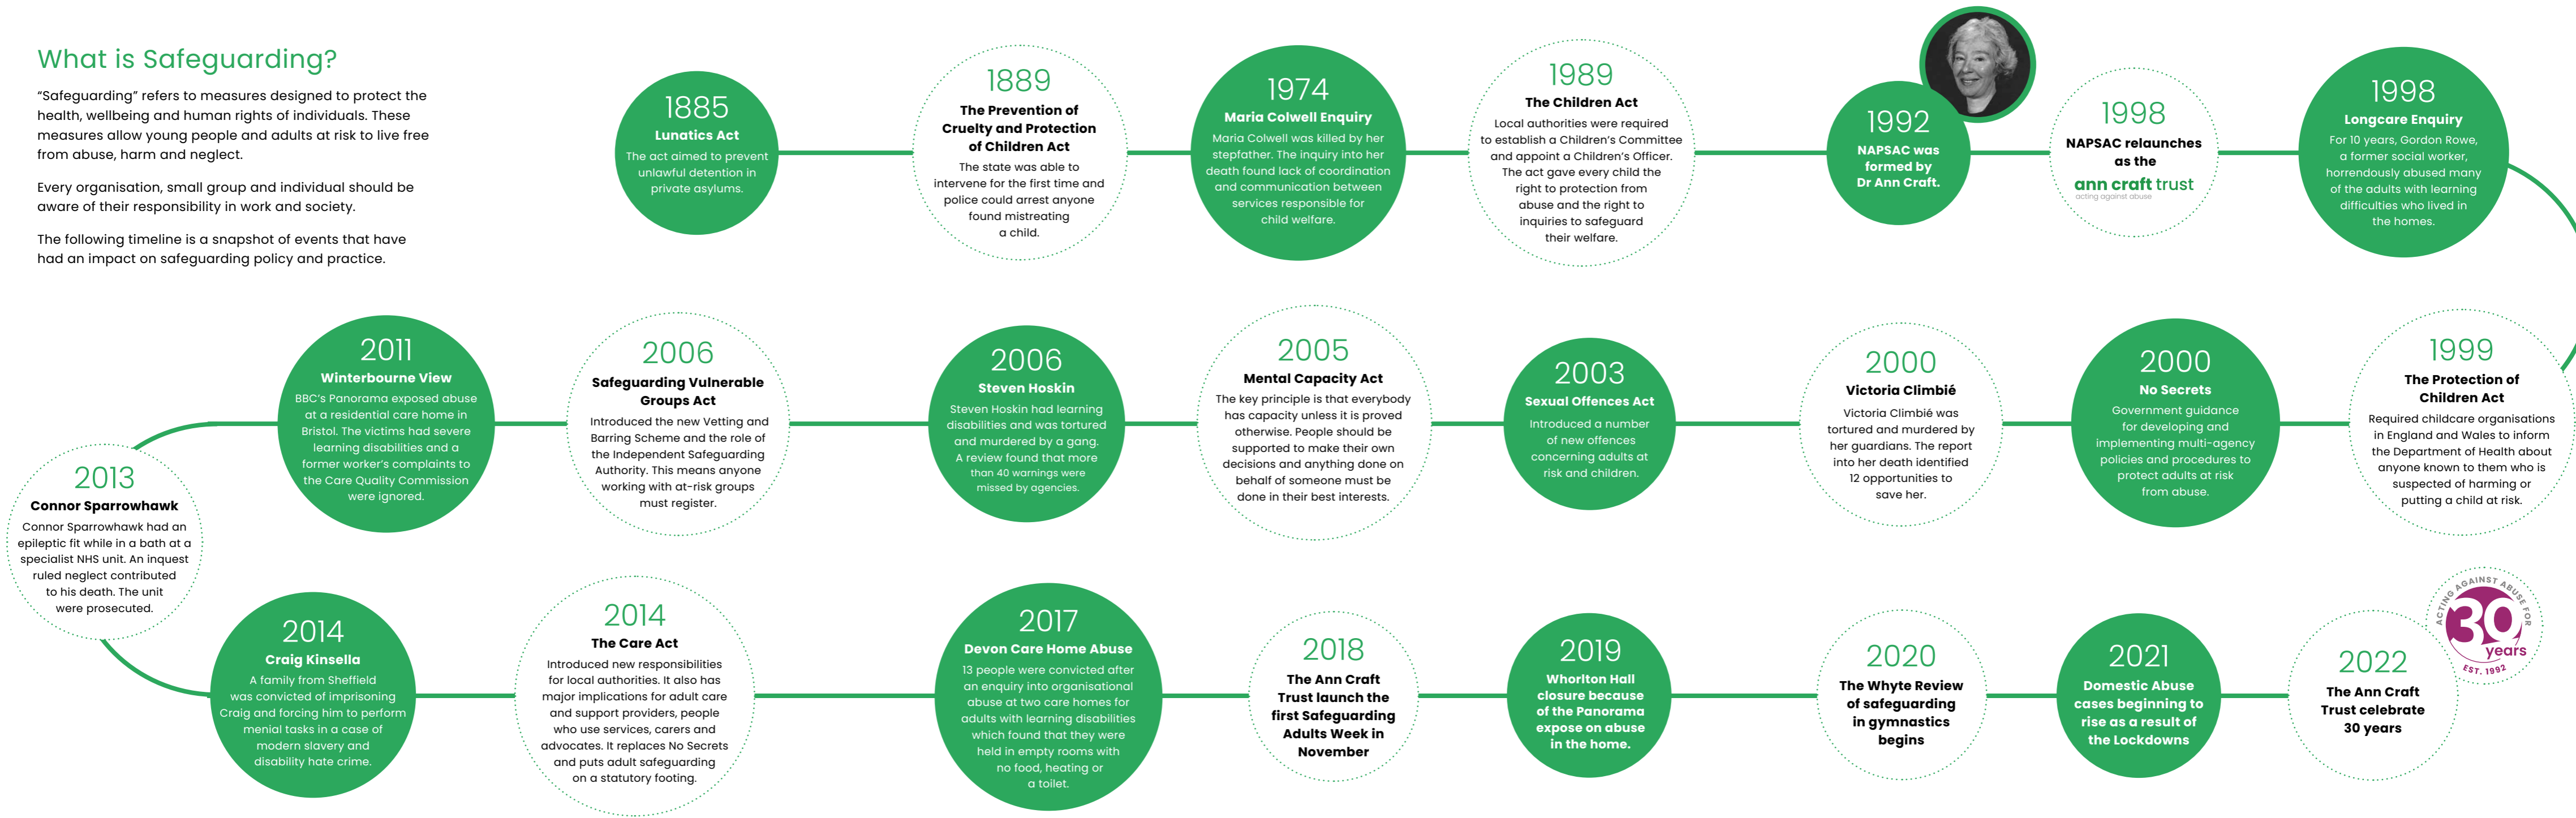 What is Safeguarding?
“Safeguarding” refers to measures designed to protect the
health, wellbeing and human rights of individuals. These
measures allow young people and adults at risk to live free
from abuse, harm and neglect.
Every organisation, small group and individual should be
aware of their responsibility in work and society.
The following timeline is a snapshot of events that have
had an impact on safeguarding policy and practice.
1885
Lunatics Act
The act aimed to prevent
unlawful detention in
private asylums.
1889
The Prevention of
Cruelty and Protection
of Children Act
The state was able to
intervene for the first time and
police could arrest anyone
found mistreating
a child.
1974
Maria Colwell Enquiry
Maria Colwell was killed by her
stepfather. The inquiry into her
death found lack of coordination
and communication between
services responsible for
child welfare.
1989
The Children Act
Local authorities were required
to establish a Children’s Committee
and appoint a Children’s Officer.
The act gave every child the
right to protection from
abuse and the right to
inquiries to safeguard
their welfare.
1992
NAPSAC was
formed by
Dr Ann Craft.
1998
NAPSAC relaunches
as the
ann craft trust
acting against abuse
1998
Longcare Enquiry
For 10 years, Gordon Rowe,
a former social worker,
horrendously abused many
of the adults with learning
difficulties who lived in
the homes.
1999
The Protection of
Children Act
Required childcare organisations
in England and Wales to inform
the Department of Health about
anyone known to them who is
suspected of harming or
putting a child at risk.
2000
No Secrets
Government guidance
for developing and
implementing multi-agency
policies and procedures to
protect adults at risk
from abuse.
2000
Victoria Climbié
Victoria Climbié was
tortured and murdered by
her guardians. The report
into her death identified
12 opportunities to
save her.
2003
Sexual Offences Act
Introduced a number
of new offences
concerning adults at
risk and children.
2005
Mental Capacity Act
The key principle is that everybody
has capacity unless it is proved
otherwise. People should be
supported to make their own
decisions and anything done on
behalf of someone must be
done in their best interests.
2006
Steven Hoskin
Steven Hoskin had learning
disabilities and was tortured
and murdered by a gang.
A review found that more
than 40 warnings were
missed by agencies.
2006
Safeguarding Vulnerable
Groups Act
Introduced the new Vetting and
Barring Scheme and the role of
the Independent Safeguarding
Authority. This means anyone
working with at-risk groups
must register.
2011
Winterbourne View
BBC’s Panorama exposed abuse
at a residential care home in
Bristol. The victims had severe
learning disabilities and a
former worker’s complaints to
the Care Quality Commission
were ignored.
2013
Connor Sparrowhawk
Connor Sparrowhawk had an
epileptic fit while in a bath at a
specialist NHS unit. An inquest
ruled neglect contributed
to his death. The unit
were prosecuted.
2014
Craig Kinsella
A family from Sheffield
was convicted of imprisoning
Craig and forcing him to perform
menial tasks in a case of
modern slavery and
disability hate crime.
2014
The Care Act
Introduced new responsibilities
for local authorities. It also has
major implications for adult care
and support providers, people
who use services, carers and
advocates. It replaces No Secrets
and puts adult safeguarding
on a statutory footing.
2017
Devon Care Home Abuse
13 people were convicted after
an enquiry into organisational
abuse at two care homes for
adults with learning disabilities
which found that they were
held in empty rooms with
no food, heating or
a toilet.
2018
The Ann Craft
Trust launch the
first Safeguarding
Adults Week in
November
2019
Whorlton Hall
closure because
of the Panorama
expose on abuse
in the home.
2020
The Whyte Review
of safeguarding
in gymnastics
begins
2021
Domestic Abuse
cases beginning to
rise as a result of
the Lockdowns
2022
The Ann Craft
Trust celebrate
30 years
ACTING AGAINST ABUSE FOR
30
years
EST. 1992